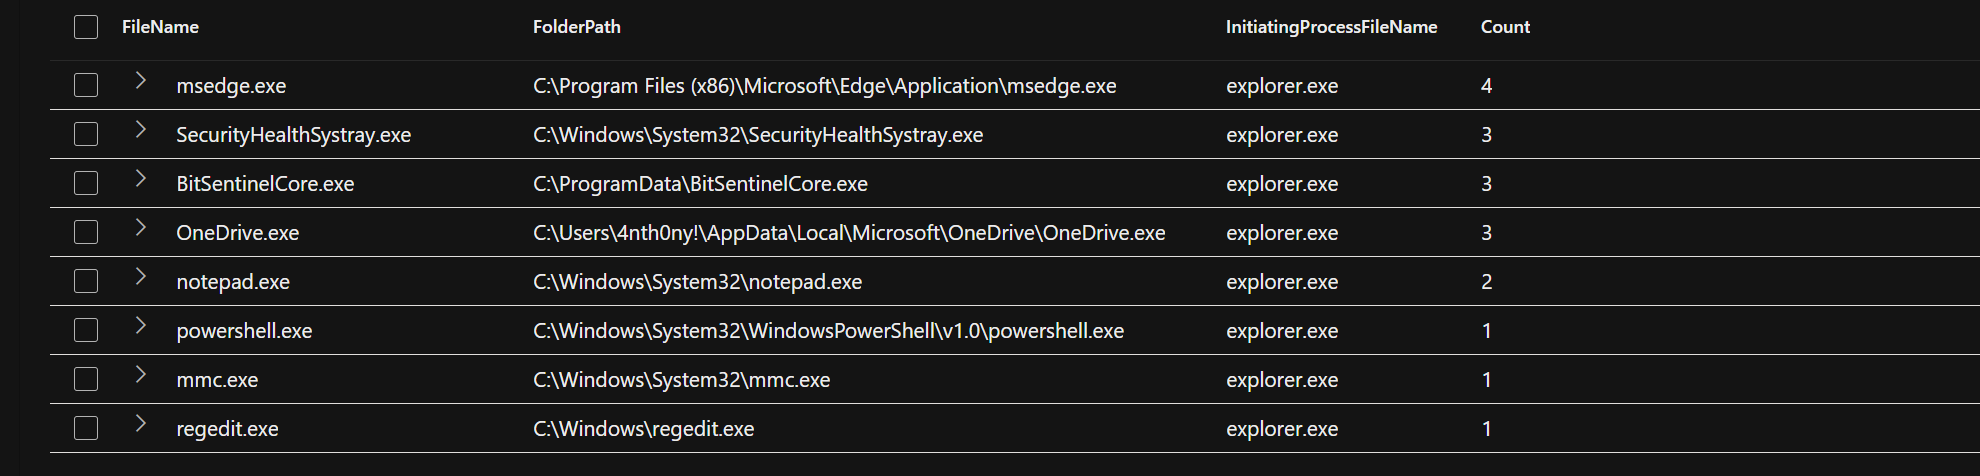 FileName FolderPath InitiatingProcessFileName Count
msedge.exe C:\Program Files (x86)\Microsoft\Edge\Application\msedge.exe explorer.exe 4
SecurityHealthSystray.exe C:\Windows\System32\SecurityHealthSystray.exe explorer.exe 3
BitSentinelCore.exe C:\ProgramData\BitSentinelCore.exe explorer.exe 3
OneDrive.exe C:\Users\4nth0ny!\AppData\Local\Microsoft\OneDrive\OneDrive.exe explorer.exe 3
notepad.exe C:\Windows\System32\notepad.exe explorer.exe 2
powershell.exe C:\Windows\System32\WindowsPowerShell\v1.0\powershell.exe explorer.exe 1
mmc.exe C:\Windows\System32\mmc.exe explorer.exe 1
regedit.exe C:\Windows\regedit.exe explorer.exe 1